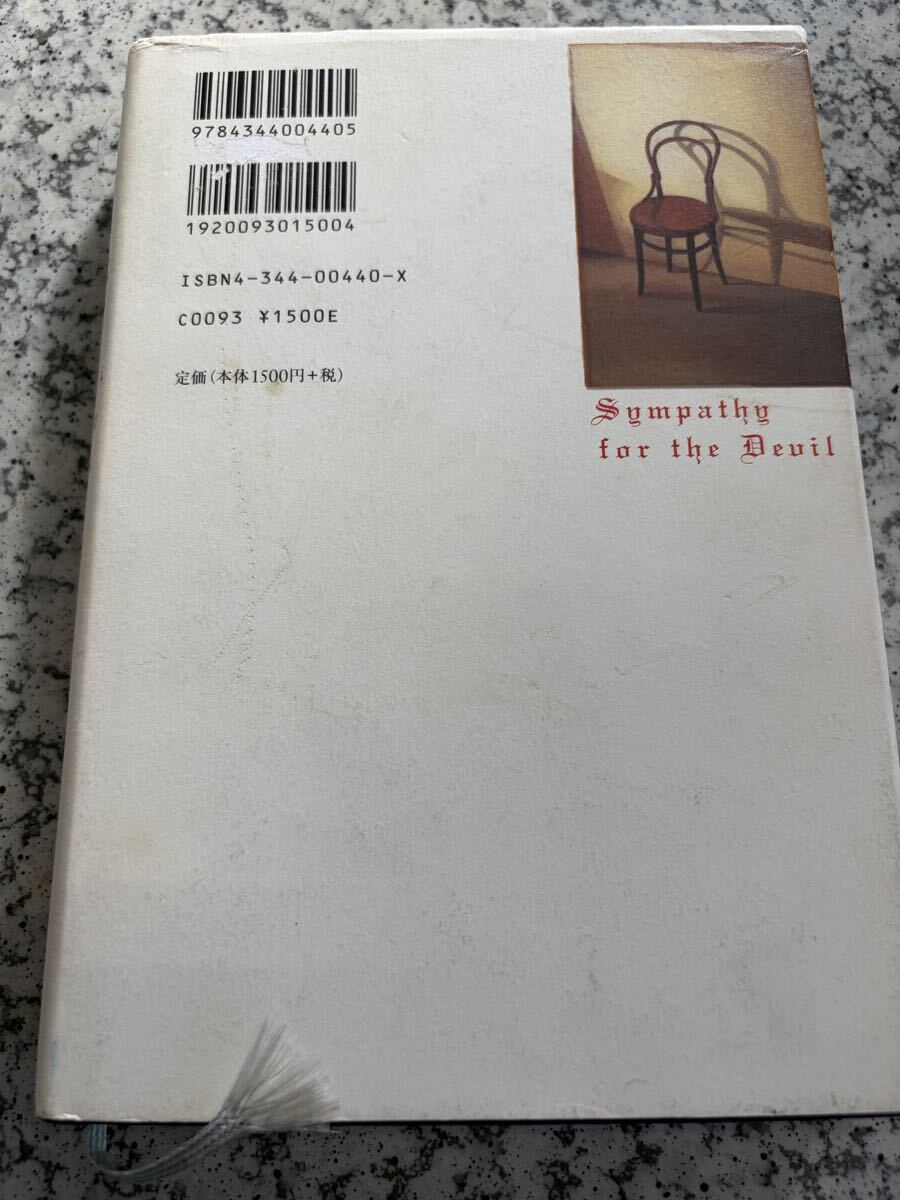 9784344004405
1920093015004
ISBN4-344-00440-X
C0093 ¥1500E
定価(本体1500円+税)
Sympathy
for the Devil